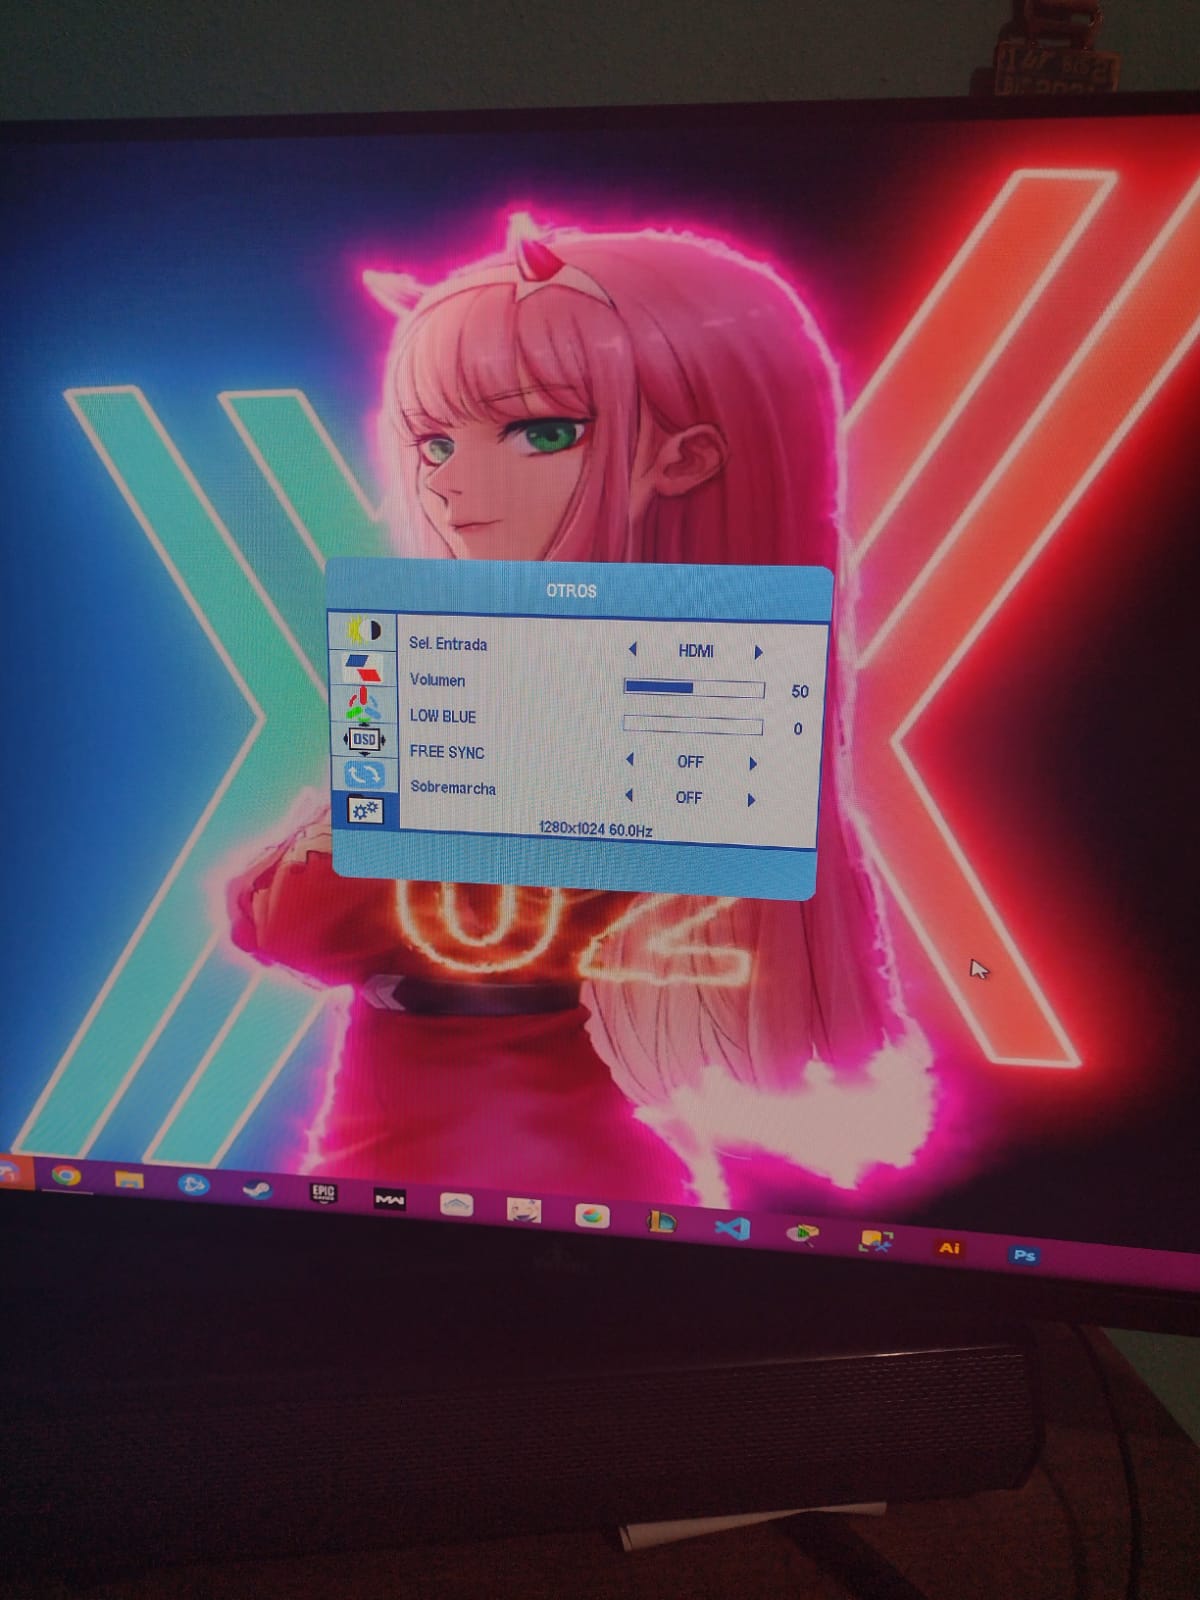 OTROS
Sel. Entrada HDMI
Volumen 50
LOW BLUE 0
FREE SYNC OFF
OSD
Sobremarcha OFF
1280x1024 60.0Hz
02
EPIC
GAMES
MW
Ai
Ps